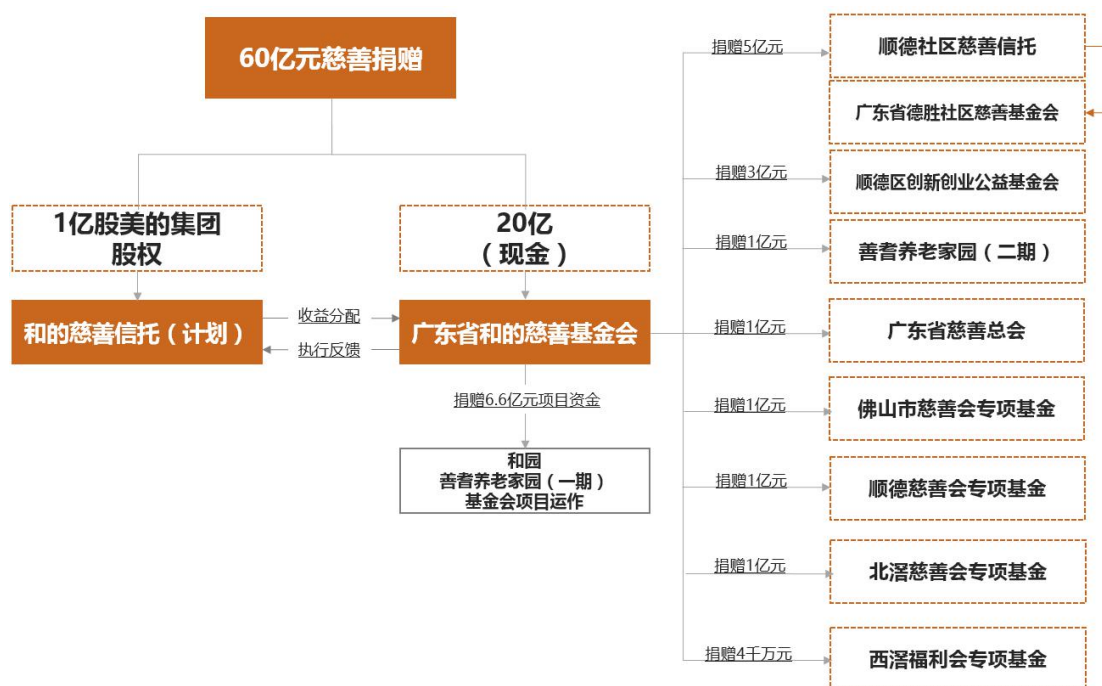 60亿元慈善捐赠
1亿股美的集团
股权
20亿
（现金）
和的慈善信托（计划）
收益分配
执行反馈
广东省和的慈善基金会
捐赠6.6亿元项目资金
和园
善耆养老家园（一期）
基金会项目运作
捐赠5亿元
顺德社区慈善信托
广东省德胜社区慈善基金会
捐赠3亿元
顺德区创新创业公益基金会
捐赠1亿元
善耆养老家园（二期）
捐赠1亿元
广东省慈善总会
捐赠1亿元
佛山市慈善会专项基金
捐赠1亿元
顺德慈善会专项基金
捐赠1亿元
北滘慈善会专项基金
捐赠4千万元
西滘福利会专项基金